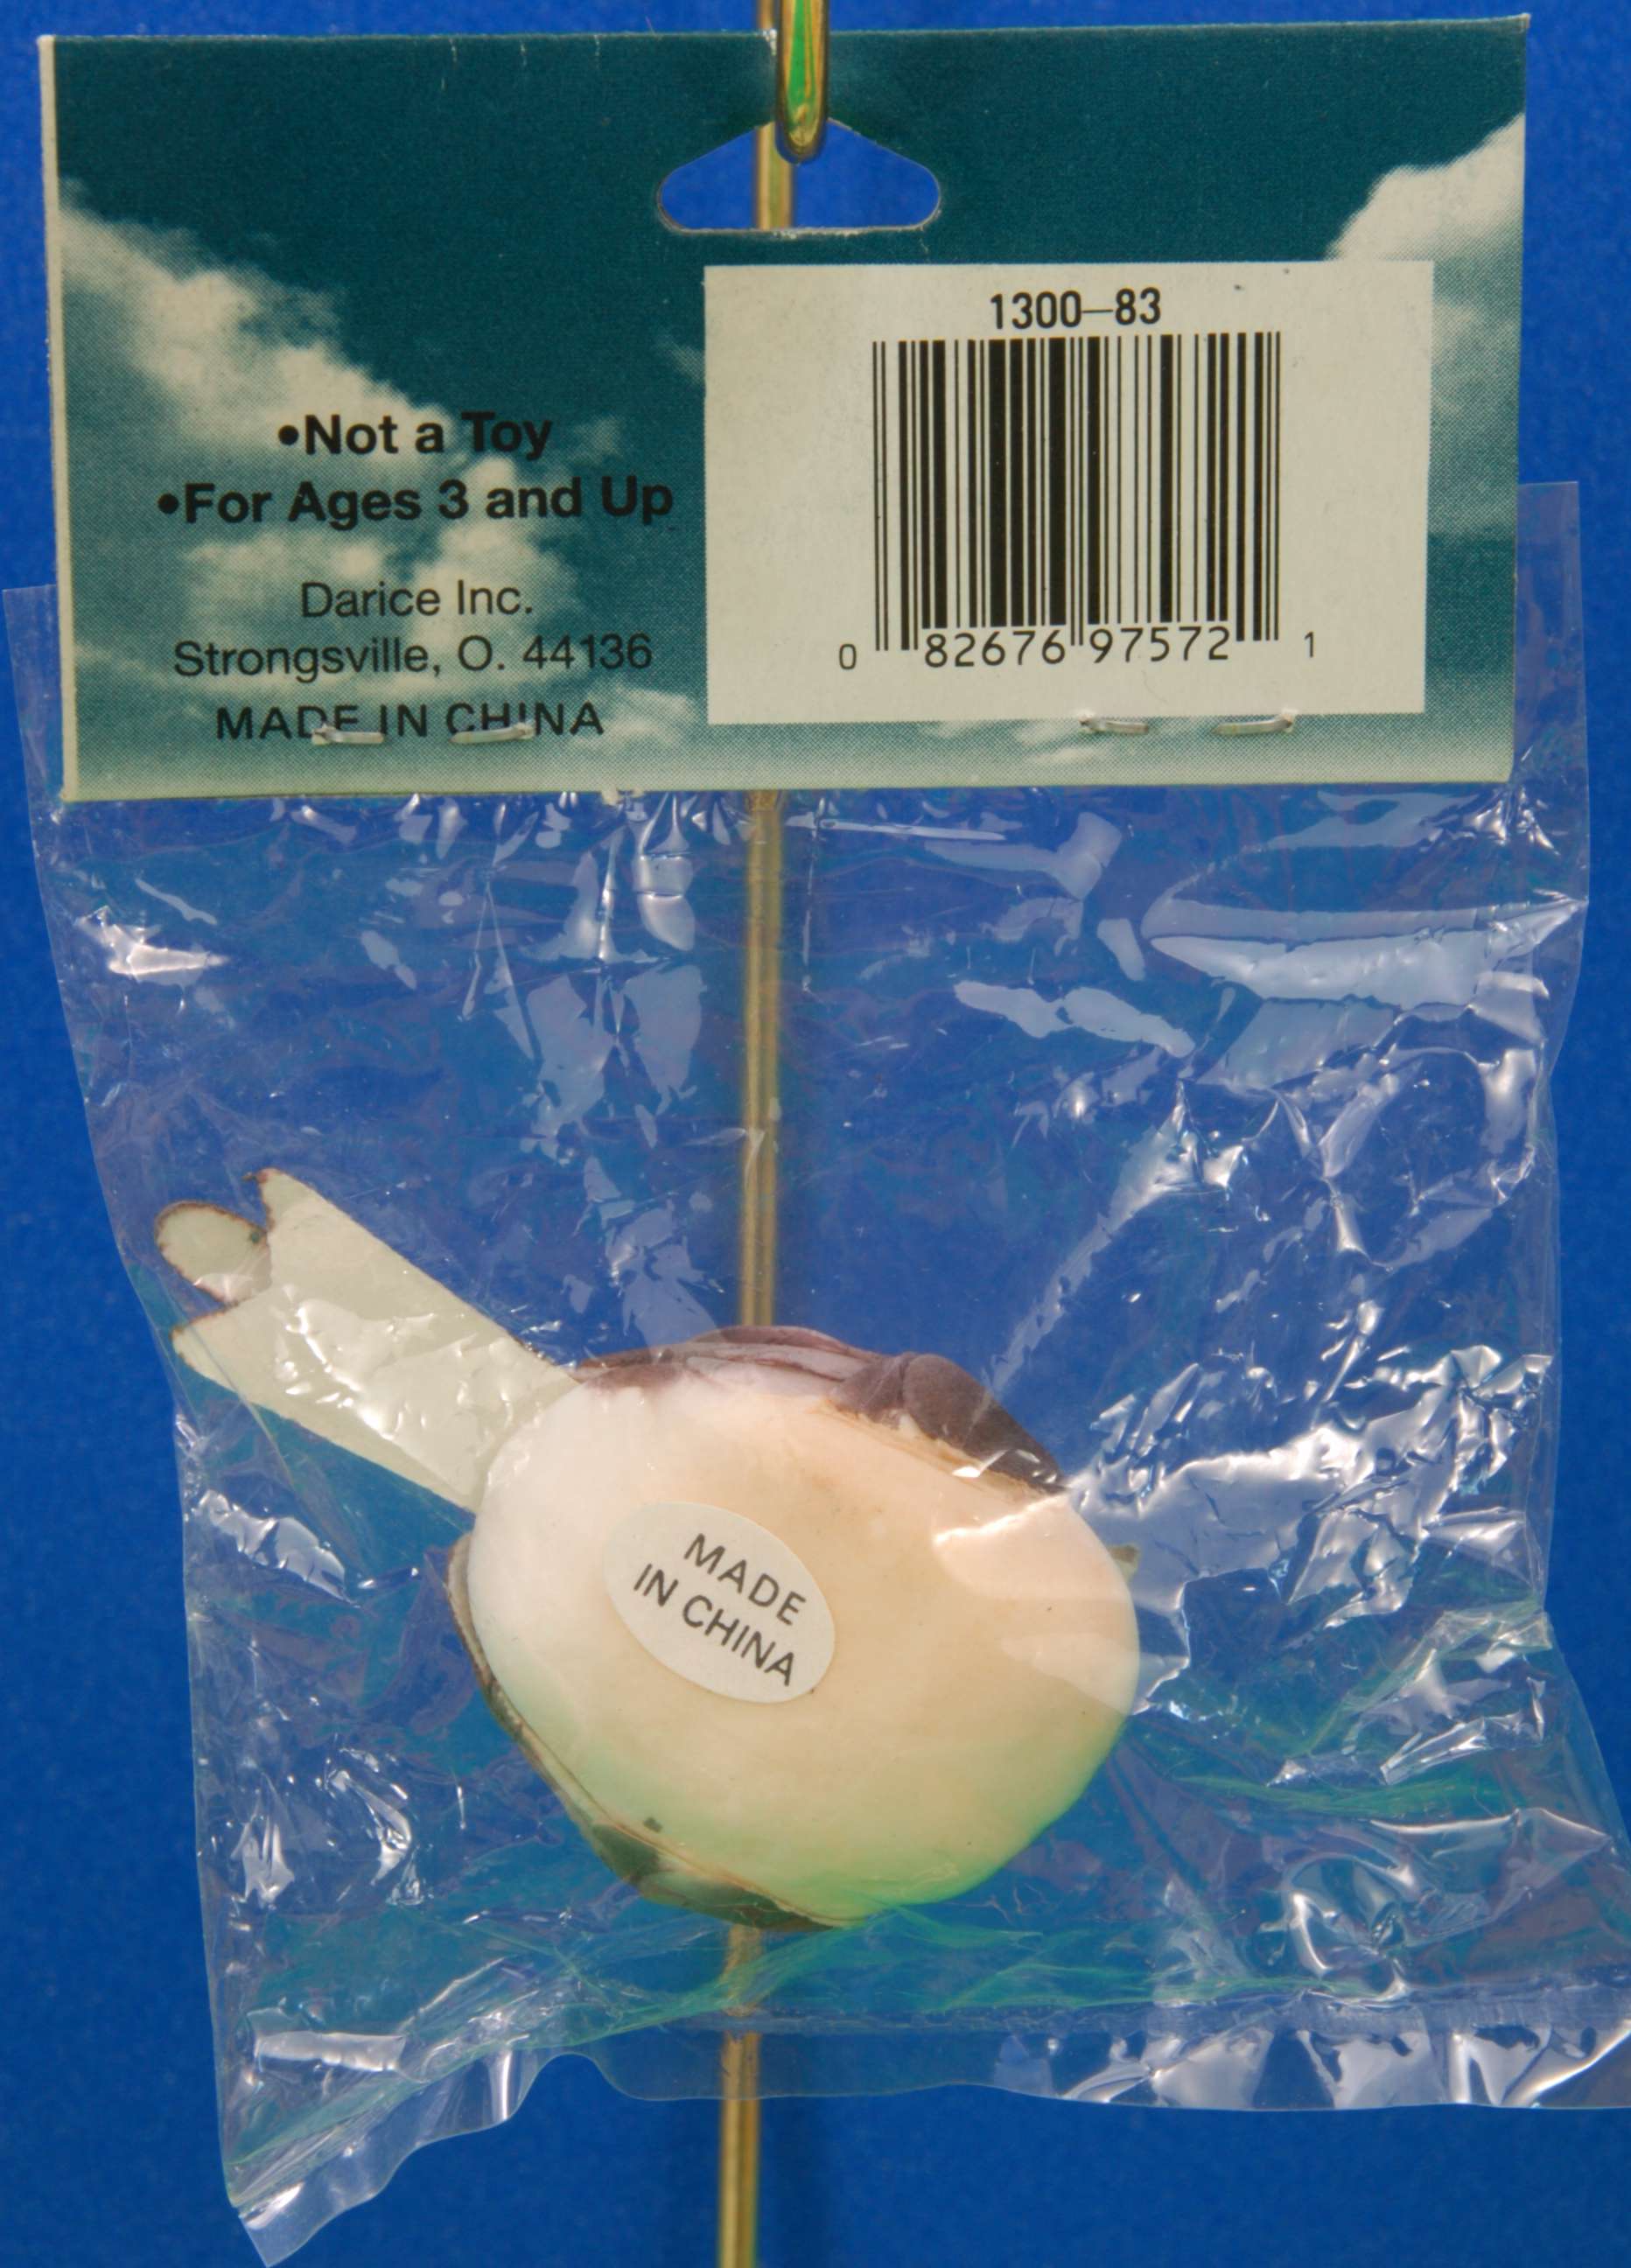 •Not a Toy
•For Ages 3 and Up
Darice Inc.
Strongsville, O. 44136
MADE IN CHINA
1300-83
0 82676 97572 1
MADE
IN CHINA